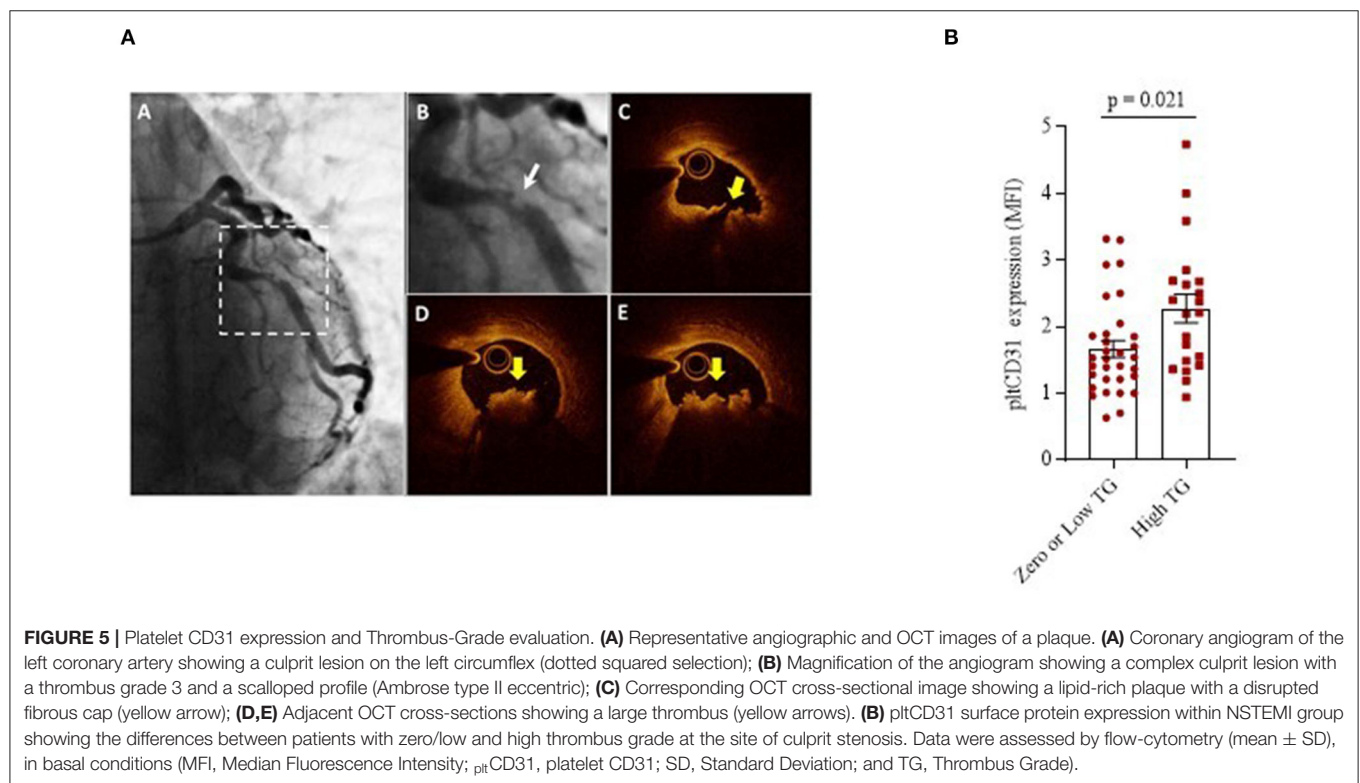 A
B
A
B
C
D
E
p = 0.021
pltCD31 expression (MFI)
5
4
3
2
1
0
Zero or Low TG
High TG
FIGURE 5 | Platelet CD31 expression and Thrombus-Grade evaluation. (A) Representative angiographic and OCT images of a plaque. (A) Coronary angiogram of the
left coronary artery showing a culprit lesion on the left circumflex (dotted squared selection); (B) Magnification of the angiogram showing a complex culprit lesion with
a thrombus grade 3 and a scalloped profile (Ambrose type II eccentric); (C) Corresponding OCT cross-sectional image showing a lipid-rich plaque with a disrupted
fibrous cap (yellow arrow); (D,E) Adjacent OCT cross-sections showing a large thrombus (yellow arrows). (B) pltCD31 surface protein expression within NSTEMI group
showing the differences between patients with zero/low and high thrombus grade at the site of culprit stenosis. Data were assessed by flow-cytometry (mean ± SD),
in basal conditions (MFI, Median Fluorescence Intensity; pltCD31, platelet CD31; SD, Standard Deviation; and TG, Thrombus Grade).